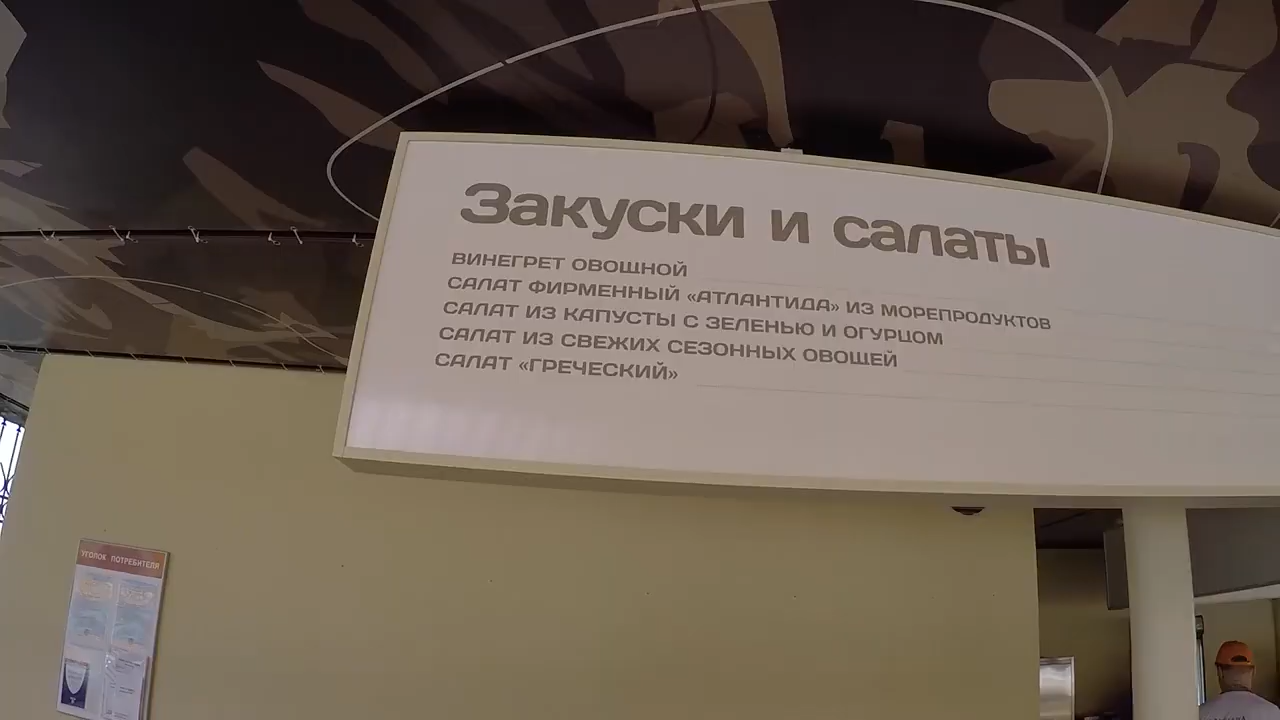 Закуски и салаты
ВИНЕГРЕТ ОВОЩНОЙ
САЛАТ ФИРМЕННЫЙ «АТЛАНТИДА» ИЗ МОРЕПРОДУКТОВ
САЛАТ ИЗ КАПУСТЫ С ЗЕЛЕНЬЮ И ОГУРЦОМ
САЛАТ ИЗ СВЕЖИХ СЕЗОННЫХ ОВОЩЕЙ
САЛАТ «ГРЕЧЕСКИЙ»
УГОЛОК ПОТРЕБИТЕЛЯ